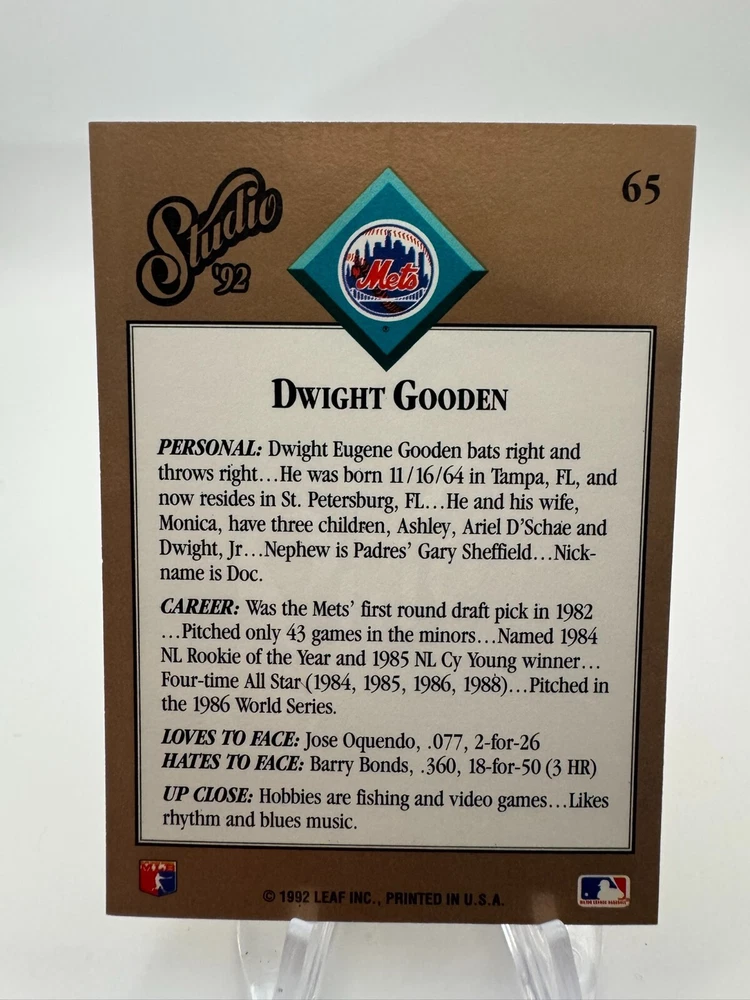 Studio
'92
65
Mets
DWIGHT GOODEN
PERSONAL: Dwight Eugene Gooden bats right and
throws right...He was born 11/16/64 in Tampa, FL, and
now resides in St. Petersburg, FL...He and his wife,
Monica, have three children, Ashley, Ariel D'Schae and
Dwight, Jr...Nephew is Padres' Gary Sheffield...Nick-
name is Doc.
CAREER: Was the Mets' first round draft pick in 1982
...Pitched only 43 games in the minors...Named 1984
NL Rookie of the Year and 1985 NL Cy Young winner...
Four-time All Star (1984, 1985, 1986, 1988)...Pitched in
the 1986 World Series.
LOVES TO FACE: Jose Oquendo, .077, 2-for-26
HATES TO FACE: Barry Bonds, .360, 18-for-50 (3 HR)
UP CLOSE: Hobbies are fishing and video games...Likes
rhythm and blues music.
© 1992 LEAF INC., PRINTED IN U.S.A.
MAJOR LEAGUE BASEBALL